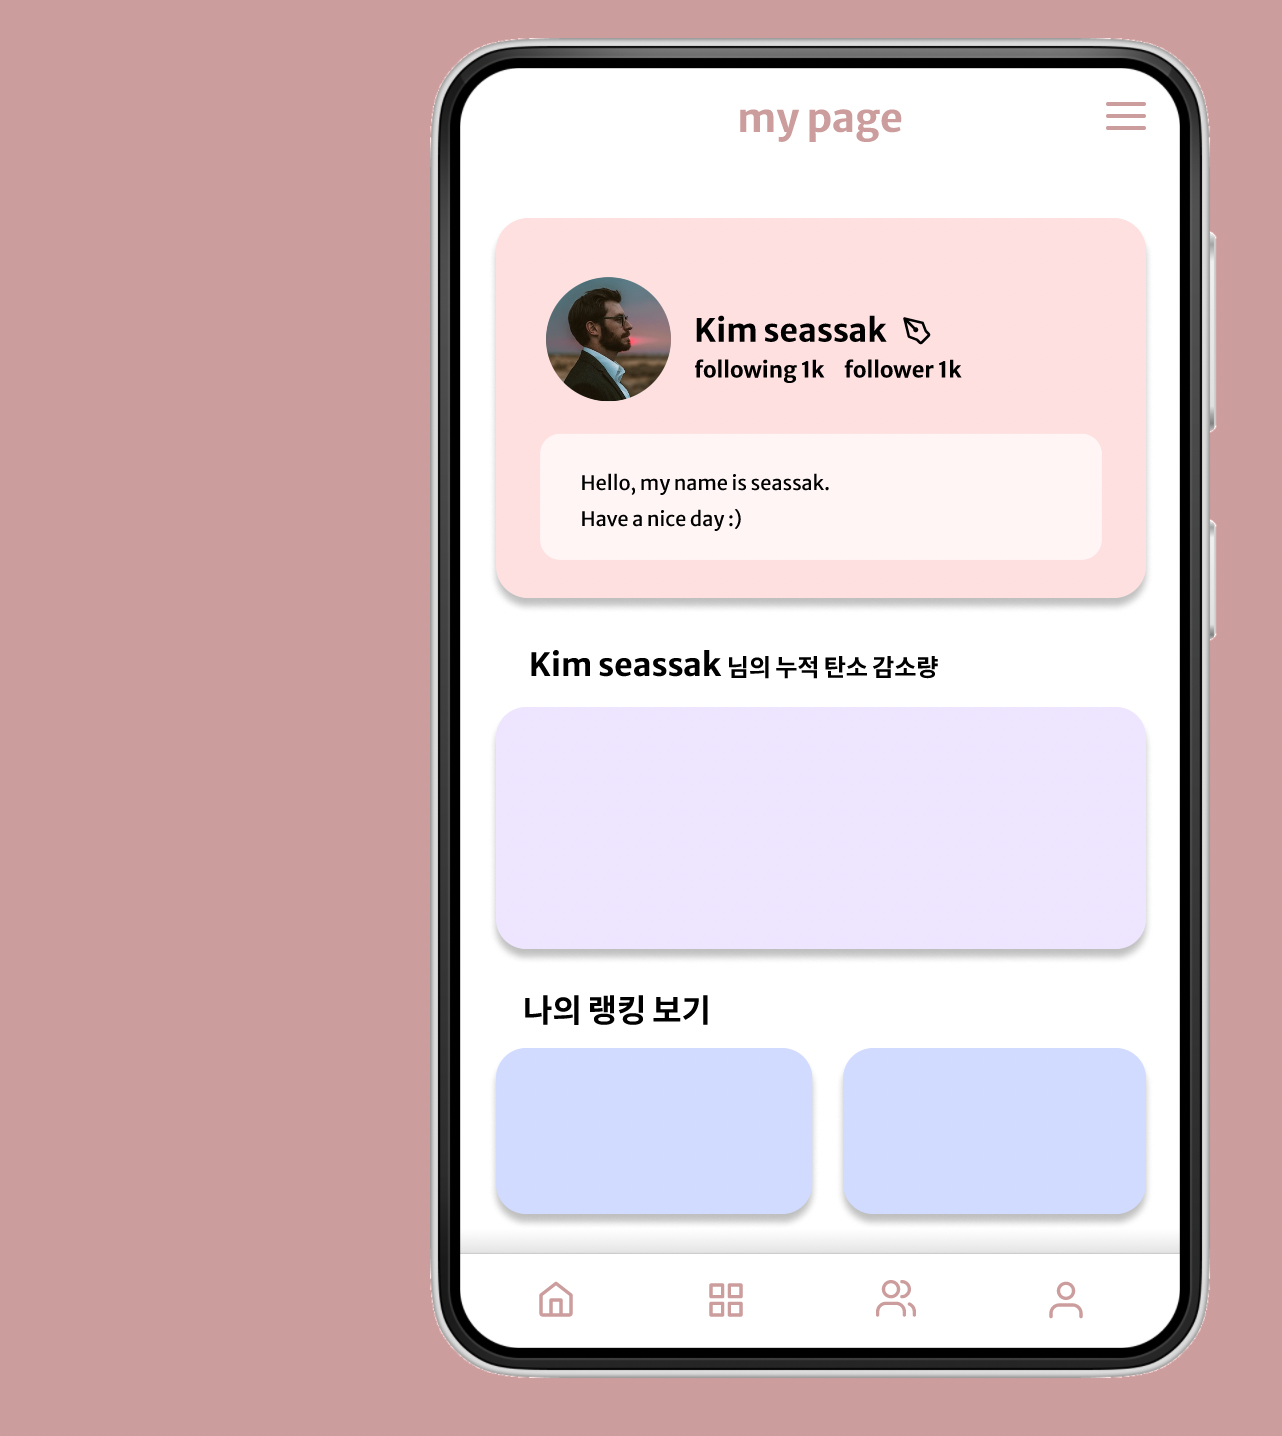 my page
Kim seassak
following 1k follower 1k
Hello, my name is seassak.
Have a nice day :)
Kim seassak 님의 누적 탄소 감소량
나의 랭킹 보기